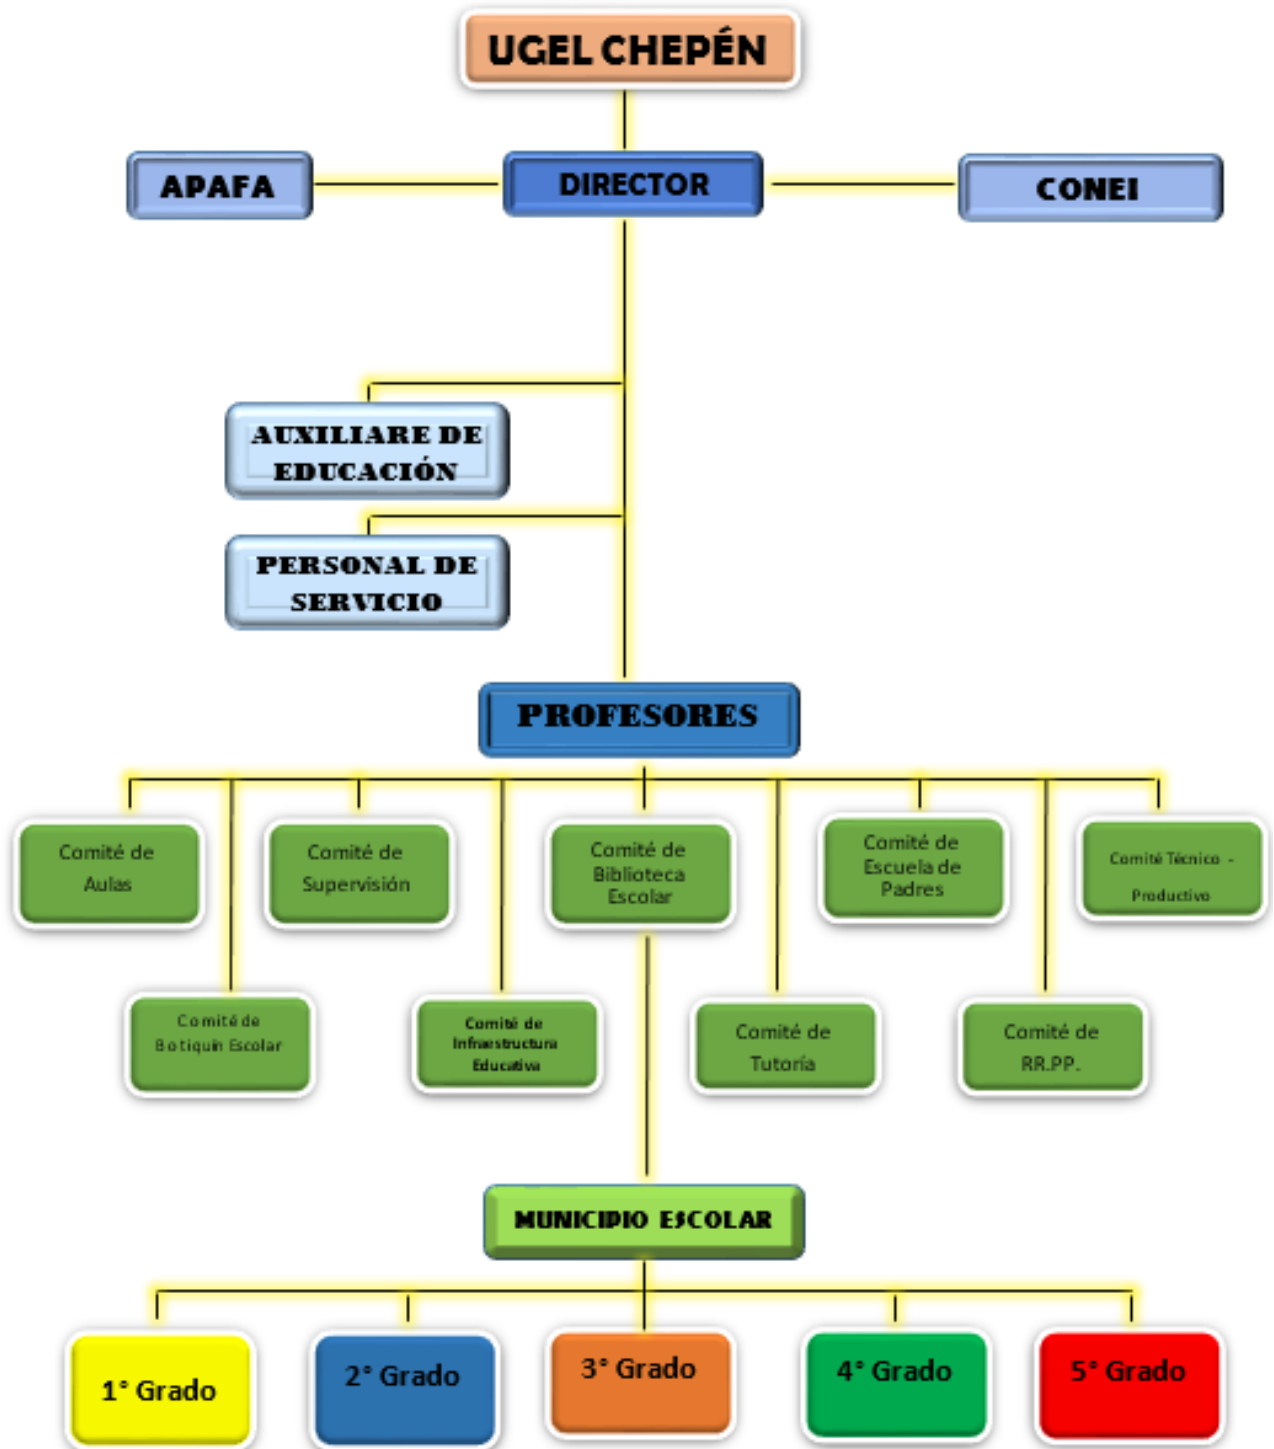 UGEL CHEPÉN
APAFA
DIRECTOR
CONEI
AUXILIARE DE
EDUCACIÓN
PERSONAL DE
SERVICIO
PROFESORES
Comité de
Aulas
Comité de
Supervisión
Comité de
Biblioteca
Escolar
Comité de
Escuela de
Padres
Comité Técnico -
Productivo
Comité de
Botiquín Escolar
Comité de
Infraestructura
Educativa
Comité de
Tutoría
Comité de
RR.PP.
MUNICIPIO ESCOLAR
1° Grado
2° Grado
3° Grado
4° Grado
5° Grado